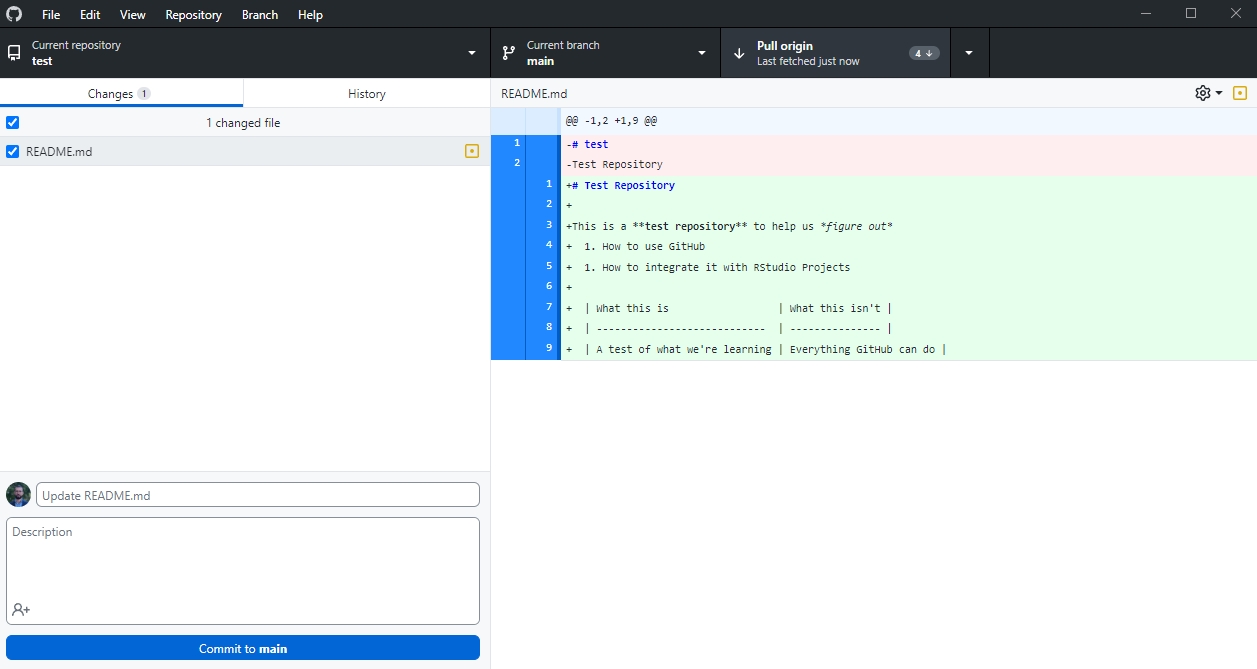 File Edit View Repository Branch Help
Current repository
test
Current branch
main
Pull origin
Last fetched just now
4
Changes 1
History
1 changed file
README.md
Update README.md
Description
Commit to main
README.md
@@ -1,2 +1,9 @@
1 -# test
2 -Test Repository
1 +# Test Repository
2 +
3 +This is a **test repository** to help us *figure out*
4 +  1. How to use GitHub
5 +  1. How to integrate it with RStudio Projects
6 +
7 +  | What this is                  | What this isn't |
8 +  | ----------------------------  | --------------- |
9 +  | A test of what we're learning | Everything GitHub can do |